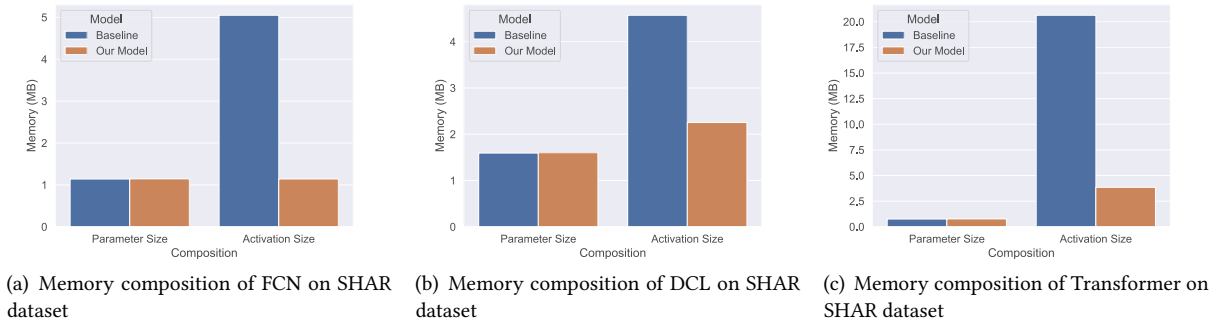 Model
Baseline
Our Model
5
4
3
2
1
0
Memory (MB)
Parameter Size
Activation Size
Composition
(a) Memory composition of FCN on SHAR
dataset
Model
Baseline
Our Model
4
3
2
1
0
Memory (MB)
Parameter Size
Activation Size
Composition
(b) Memory composition of DCL on SHAR
dataset
Model
Baseline
Our Model
20.0
17.5
15.0
12.5
10.0
7.5
5.0
2.5
0.0
Memory (MB)
Parameter Size
Activation Size
Composition
(c) Memory composition of Transformer on
SHAR dataset